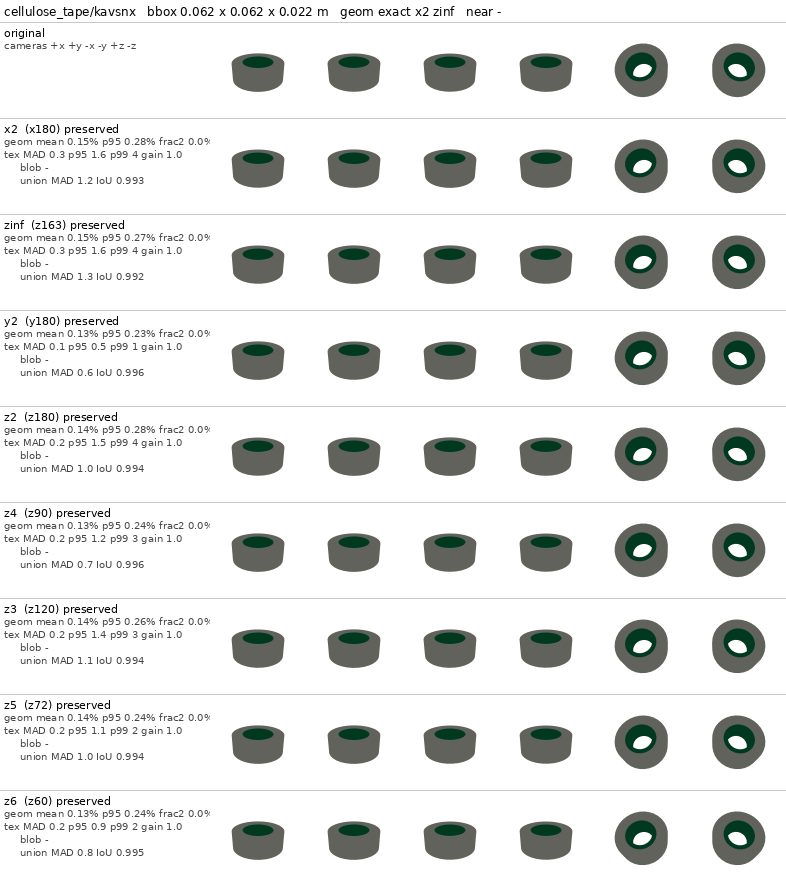 cellulose_tape/kavsnx   bbox 0.062 x 0.062 x 0.022 m   geom exact x2 zinf   near -
original
cameras +x +y -x -y +z -z
x2  (x180) preserved
geom mean 0.15% p95 0.28% frac2 0.0%
tex MAD 0.3 p95 1.6 p99 4 gain 1.0
blob -
union MAD 1.2 IoU 0.993
zinf  (z163) preserved
geom mean 0.15% p95 0.27% frac2 0.0%
tex MAD 0.3 p95 1.6 p99 4 gain 1.0
blob -
union MAD 1.3 IoU 0.992
y2  (y180) preserved
geom mean 0.13% p95 0.23% frac2 0.0%
tex MAD 0.1 p95 0.5 p99 1 gain 1.0
blob -
union MAD 0.6 IoU 0.996
z2  (z180) preserved
geom mean 0.14% p95 0.28% frac2 0.0%
tex MAD 0.2 p95 1.5 p99 4 gain 1.0
blob -
union MAD 1.0 IoU 0.994
z4  (z90) preserved
geom mean 0.13% p95 0.24% frac2 0.0%
tex MAD 0.2 p95 1.2 p99 3 gain 1.0
blob -
union MAD 0.7 IoU 0.996
z3  (z120) preserved
geom mean 0.14% p95 0.26% frac2 0.0%
tex MAD 0.2 p95 1.4 p99 3 gain 1.0
blob -
union MAD 1.1 IoU 0.994
z5  (z72) preserved
geom mean 0.14% p95 0.24% frac2 0.0%
tex MAD 0.2 p95 1.1 p99 2 gain 1.0
blob -
union MAD 1.0 IoU 0.994
z6  (z60) preserved
geom mean 0.13% p95 0.24% frac2 0.0%
tex MAD 0.2 p95 0.9 p99 2 gain 1.0
blob -
union MAD 0.8 IoU 0.995